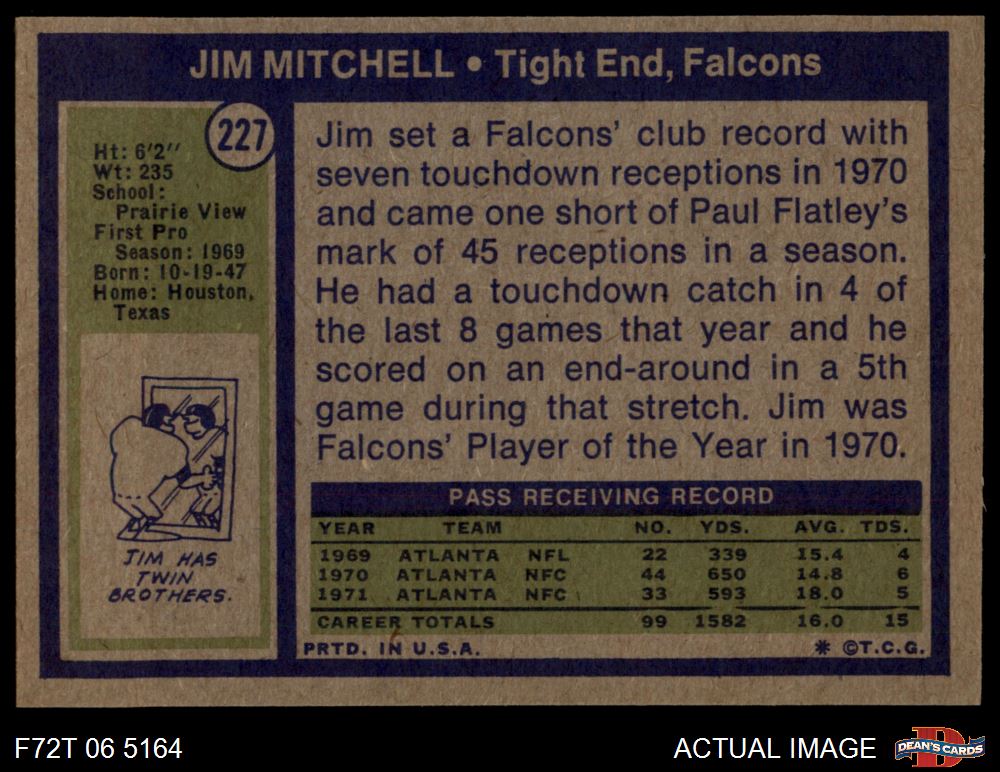 JIM MITCHELL • Tight End, Falcons
227
Ht: 6'2"
Wt: 235
School:
Prairie View
First Pro
Season: 1969
Born: 10-19-47
Home: Houston,
Texas
JIM HAS
TWIN
BROTHERS.
Jim set a Falcons' club record with
seven touchdown receptions in 1970
and came one short of Paul Flatley's
mark of 45 receptions in a season.
He had a touchdown catch in 4 of
the last 8 games that year and he
scored on an end-around in a 5th
game during that stretch. Jim was
Falcons' Player of the Year in 1970.
PASS RECEIVING RECORD
YEAR TEAM NO. YDS. AVG. TDS.
1969 ATLANTA NFL 22 339 15.4 4
1970 ATLANTA NFC 44 650 14.8 6
1971 ATLANTA NFC 33 593 18.0 5
CAREER TOTALS 99 1582 16.0 15
PRTD. IN U.S.A. * ©T.C.G.
F72T 06 5164 ACTUAL IMAGE DEAN'S CARDS